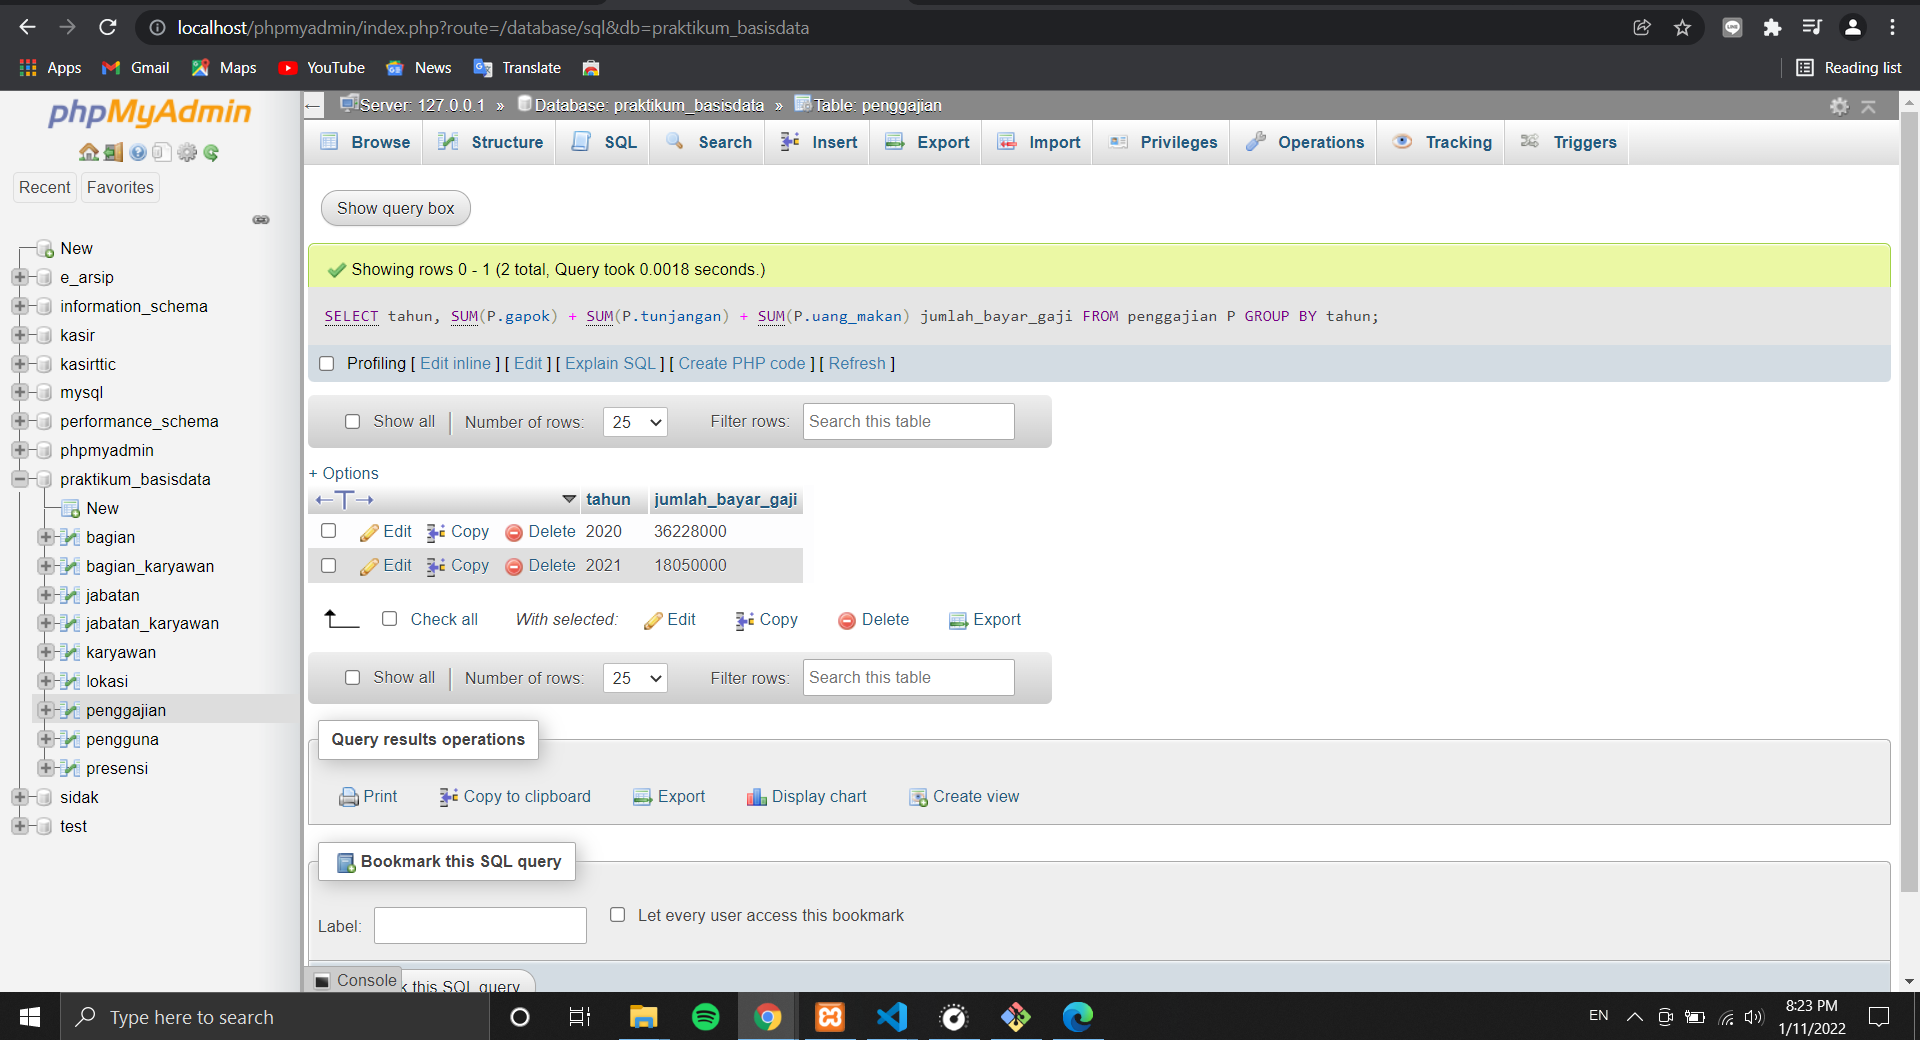 localhost/phpmyadmin/index.php?route=/database/sql&db=praktikum_basisdata
Apps Gmail Maps YouTube News Translate Reading list
phpMyAdmin
Recent Favorites
New
e_arsip
information_schema
kasir
kasirttic
mysql
performance_schema
phpmyadmin
praktikum_basisdata
New
bagian
bagian_karyawan
jabatan
jabatan_karyawan
karyawan
lokasi
penggajian
pengguna
presensi
sidak
test
Server: 127.0.0.1 » Database: praktikum_basisdata » Table: penggajian
Browse Structure SQL Search Insert Export Import Privileges Operations Tracking Triggers
Show query box
Showing rows 0 - 1 (2 total, Query took 0.0018 seconds.)
SELECT tahun, SUM(P.gapok) + SUM(P.tunjangan) + SUM(P.uang_makan) jumlah_bayar_gaji FROM penggajian P GROUP BY tahun;
Profiling [ Edit inline ] [ Edit ] [ Explain SQL ] [ Create PHP code ] [ Refresh ]
Show all Number of rows: 25 Filter rows: Search this table
+ Options
←T→ tahun jumlah_bayar_gaji
Edit Copy Delete 2020 36228000
Edit Copy Delete 2021 18050000
Check all With selected: Edit Copy Delete Export
Show all Number of rows: 25 Filter rows: Search this table
Query results operations
Print Copy to clipboard Export Display chart Create view
Bookmark this SQL query
Label: Let every user access this bookmark
Console k this SQL query
Type here to search
EN 8:23 PM
1/11/2022